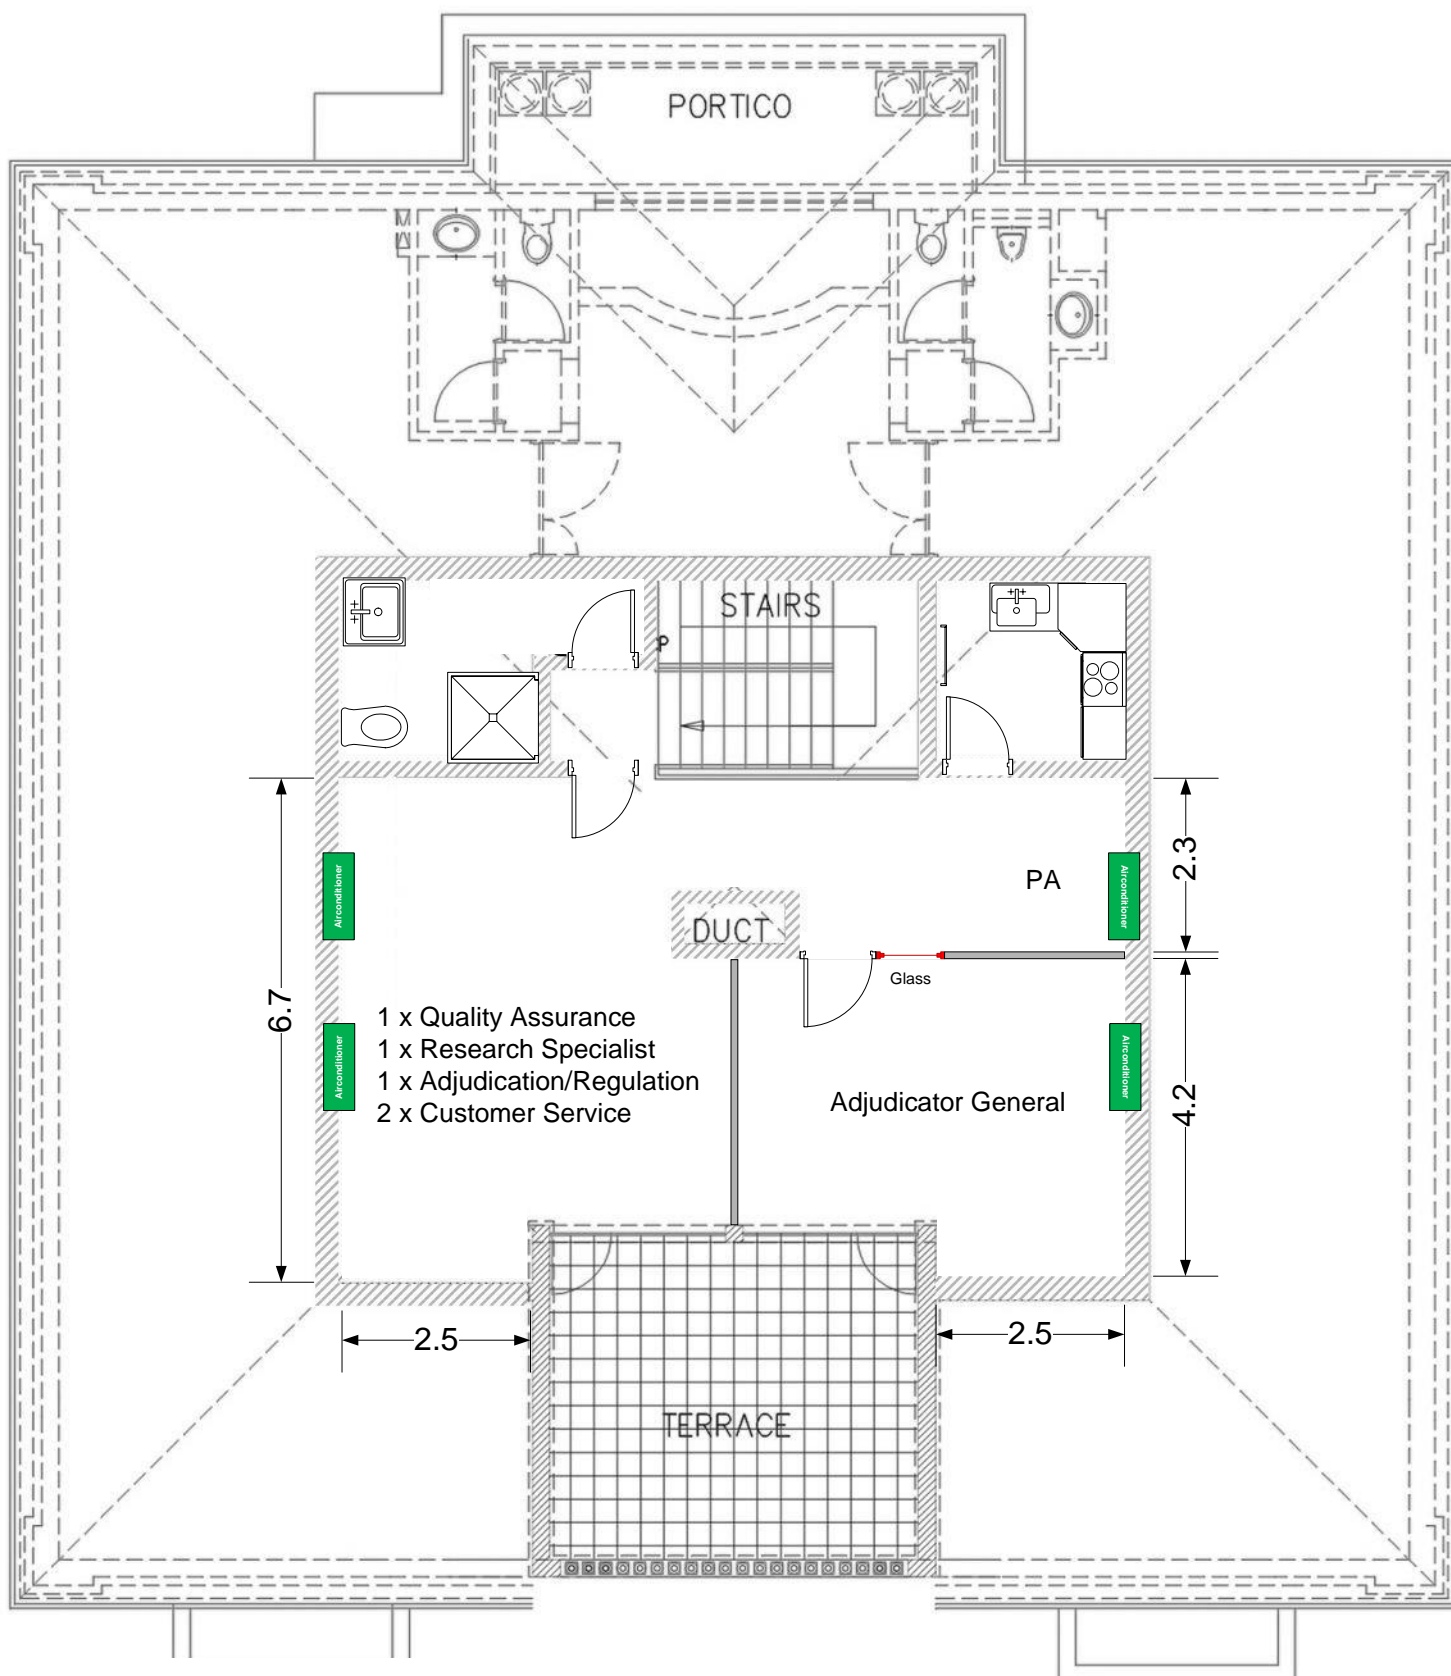 PORTICO
STAIRS
P
Airconditioner
Airconditioner
2.3
PA
DUCT
Glass
6.7
1 x Quality Assurance
1 x Research Specialist
1 x Adjudication/Regulation
2 x Customer Service
Airconditioner
Airconditioner
Adjudicator General
4.2
2.5
2.5
TERRACE